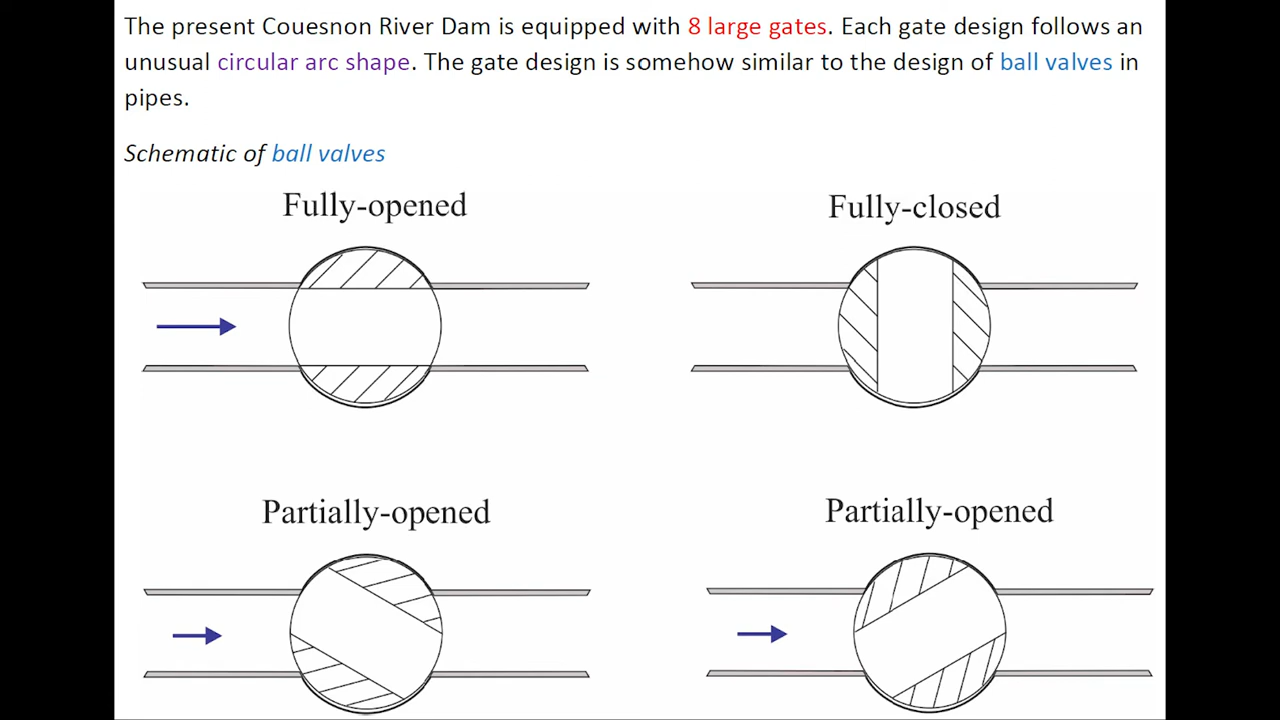 The present Couesnon River Dam is equipped with 8 large gates. Each gate design follows an
unusual circular arc shape. The gate design is somehow similar to the design of ball valves in
pipes.
Schematic of ball valves
Fully-opened
Fully-closed
Partially-opened
Partially-opened